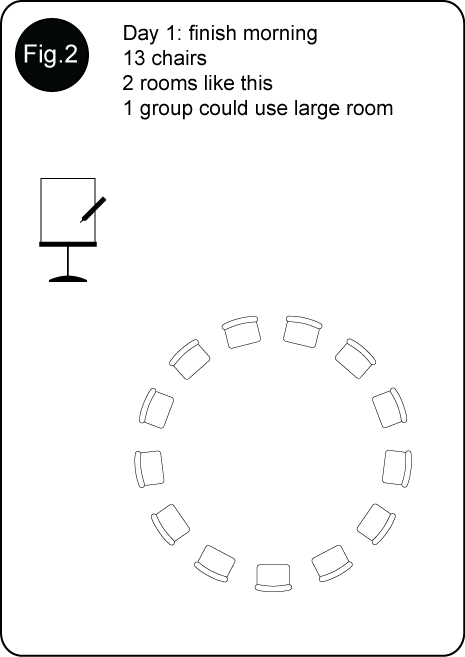 Fig.2
Day 1: finish morning
13 chairs
2 rooms like this
1 group could use large room